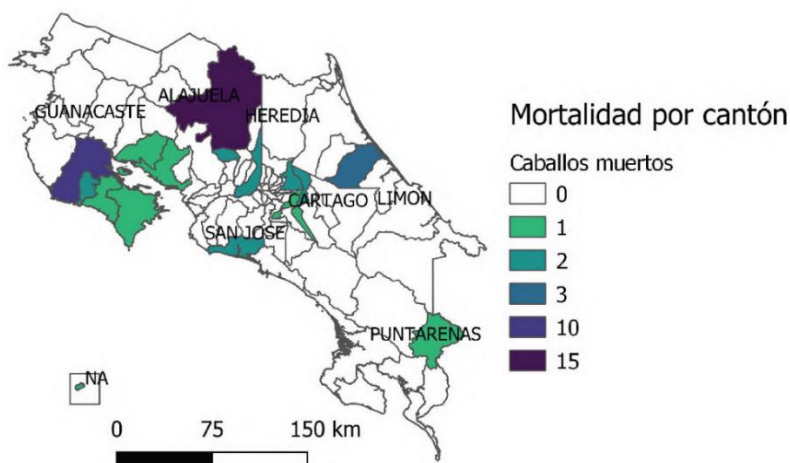 GUANACASTE
ALAJUELA
HEREDIA
CARTAGO
LIMON
SAN JOSE
PUNTARENAS
NA
0 75 150 km
Mortalidad por cantón
Caballos muertos
0
1
2
3
10
15